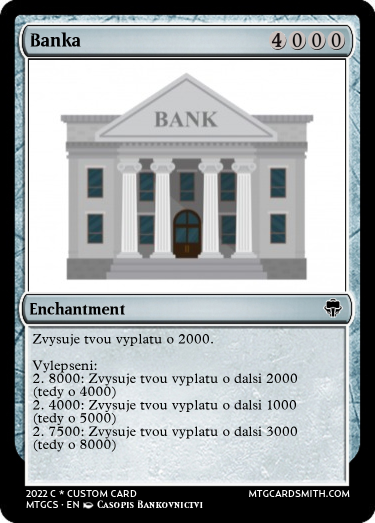 Banka 4000
BANK
Enchantment
Zvysuje tvou vyplatu o 2000.
Vylepseni:
2. 8000: Zvysuje tvou vyplatu o dalsi 2000
(tedy o 4000)
2. 4000: Zvysuje tvou vyplatu o dalsi 1000
(tedy o 5000)
2. 7500: Zvysuje tvou vyplatu o dalsi 3000
(tedy o 8000)
2022 C * CUSTOM CARD MTGCARDSMITH.COM
MTGCS · EN Casopis Bankovnictvi